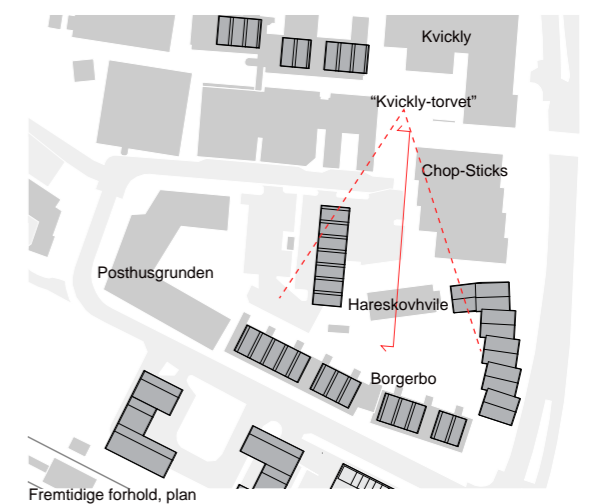 Kvickly
“Kvickly-torvet”
Chop-Sticks
Posthusgrunden
Hareskovhvile
Borgerbo
Fremtidige forhold, plan